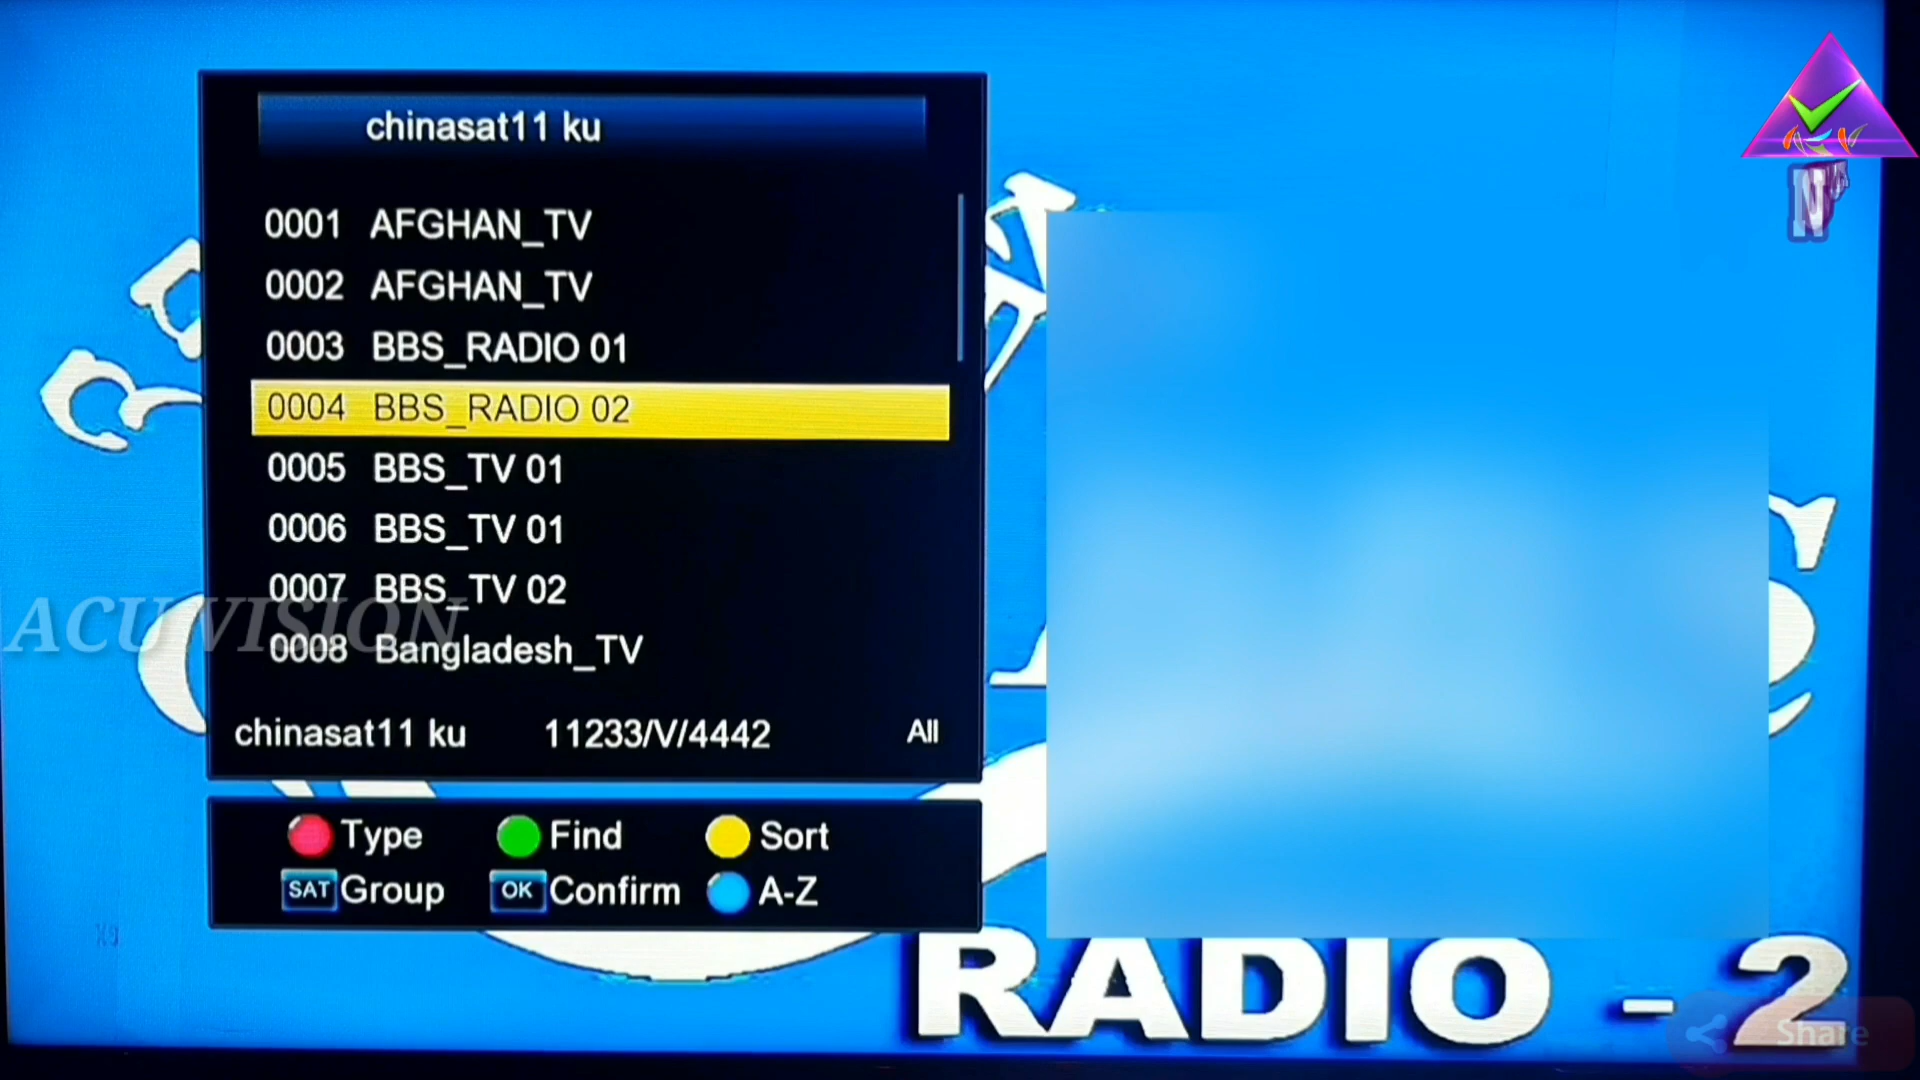 chinasat11 ku
0001 AFGHAN_TV
0002 AFGHAN_TV
0003 BBS_RADIO 01
0004 BBS_RADIO 02
0005 BBS_TV 01
0006 BBS_TV 01
0007 BBS_TV 02
0008 Bangladesh_TV
ACU VISION
chinasat11 ku 11233/V/4442 All
Type Find Sort
SAT Group OK Confirm A-Z
RADIO - 2
Share